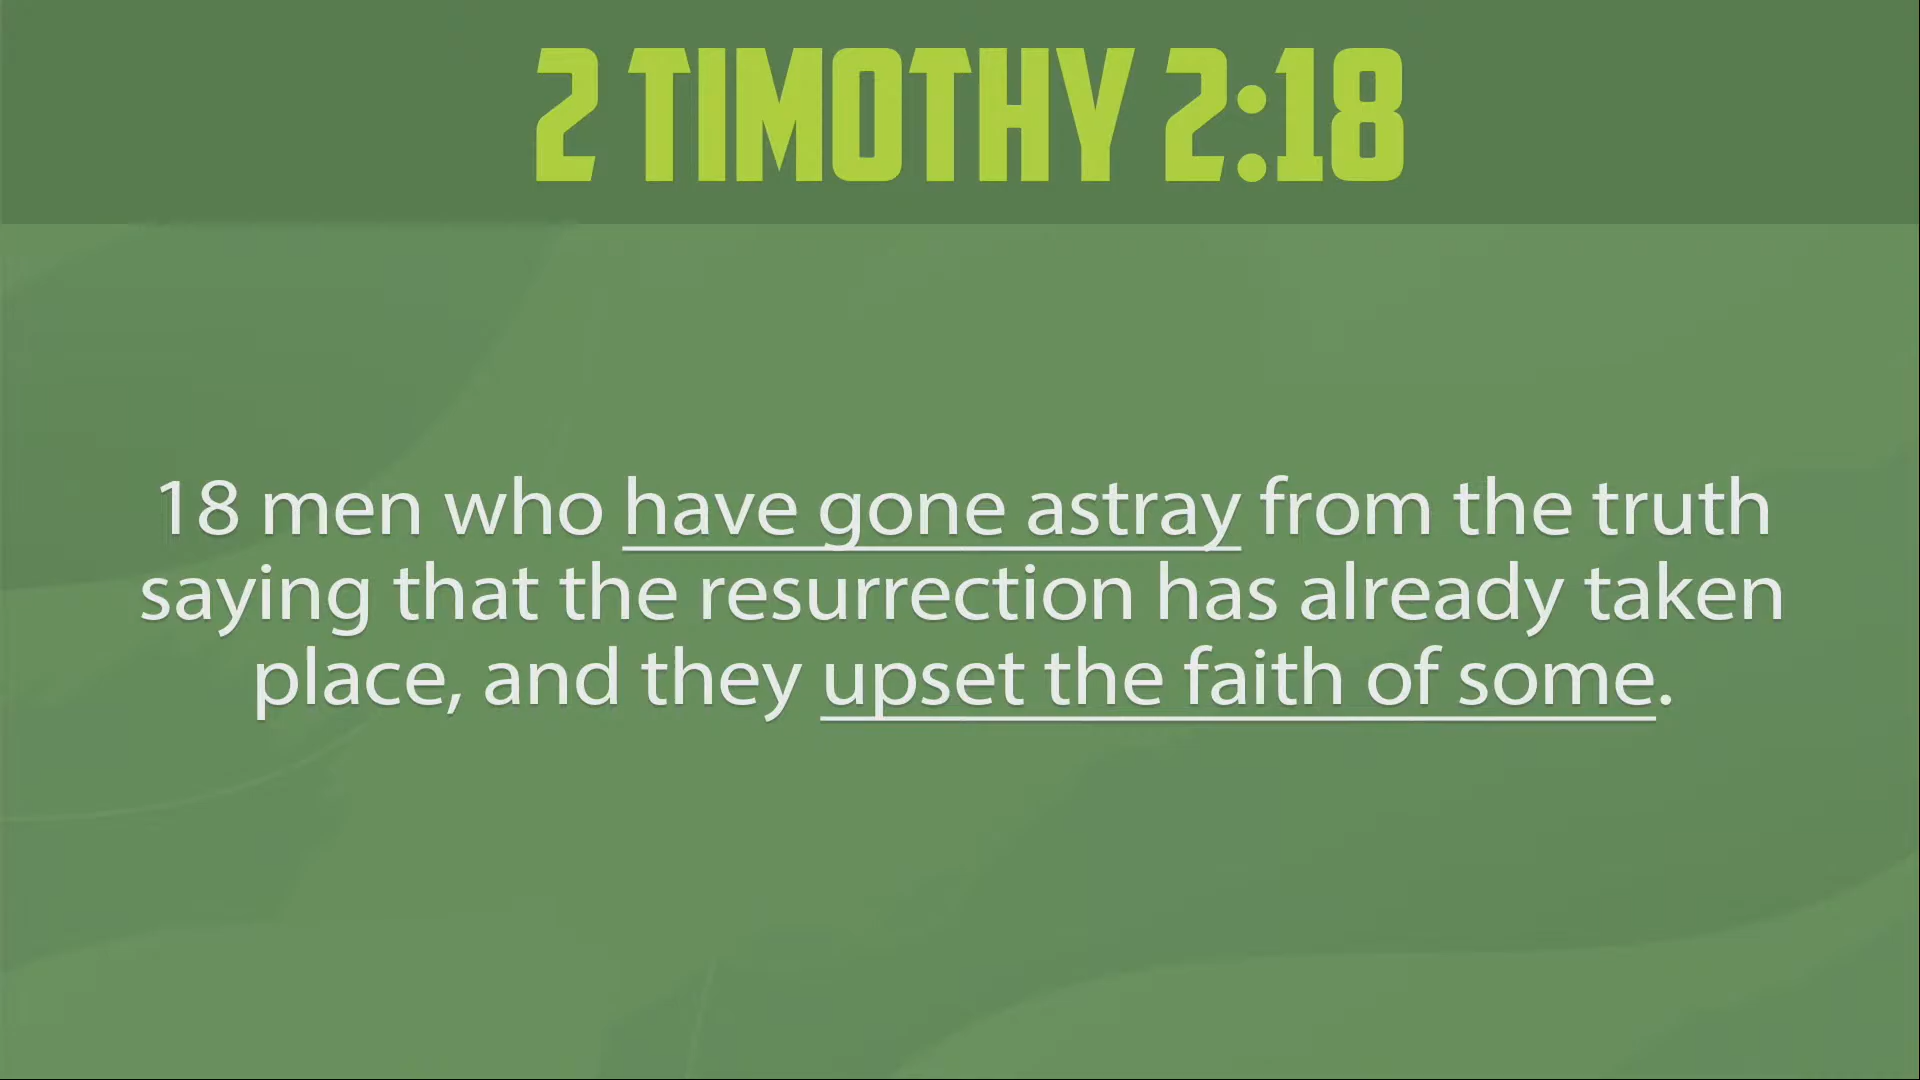 2 TIMOTHY 2:18
18 men who have gone astray from the truth
saying that the resurrection has already taken
place, and they upset the faith of some.